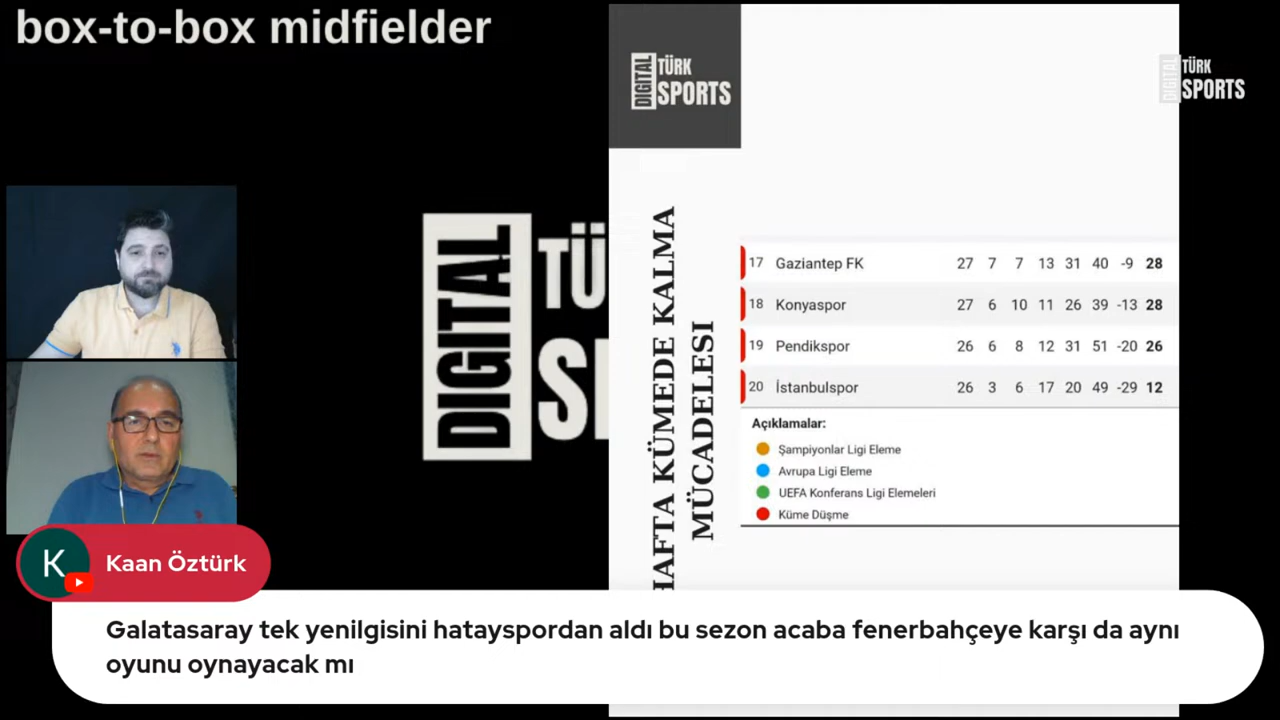 box-to-box midfielder
DIGITAL
TÜRK
SPORTS
DIGITAL
TÜRK
SPORTS
DIGITAL
TÜ
HAFTA KÜMEDE KALMA
MÜCADELESİ
17 Gaziantep FK 27 7 7 13 31 40 -9 28
18 Konyaspor 27 6 10 11 26 39 -13 28
19 Pendikspor 26 6 8 12 31 51 -20 26
20 İstanbulspor 26 3 6 17 20 49 -29 12
Açıklamalar:
Şampiyonlar Ligi Eleme
Avrupa Ligi Eleme
UEFA Konferans Ligi Elemeleri
Küme Düşme
K
Kaan Öztürk
Galatasaray tek yenilgisini hatayspordan aldı bu sezon acaba fenerbahçeye karşı da aynı
oyunu oynayacak mı